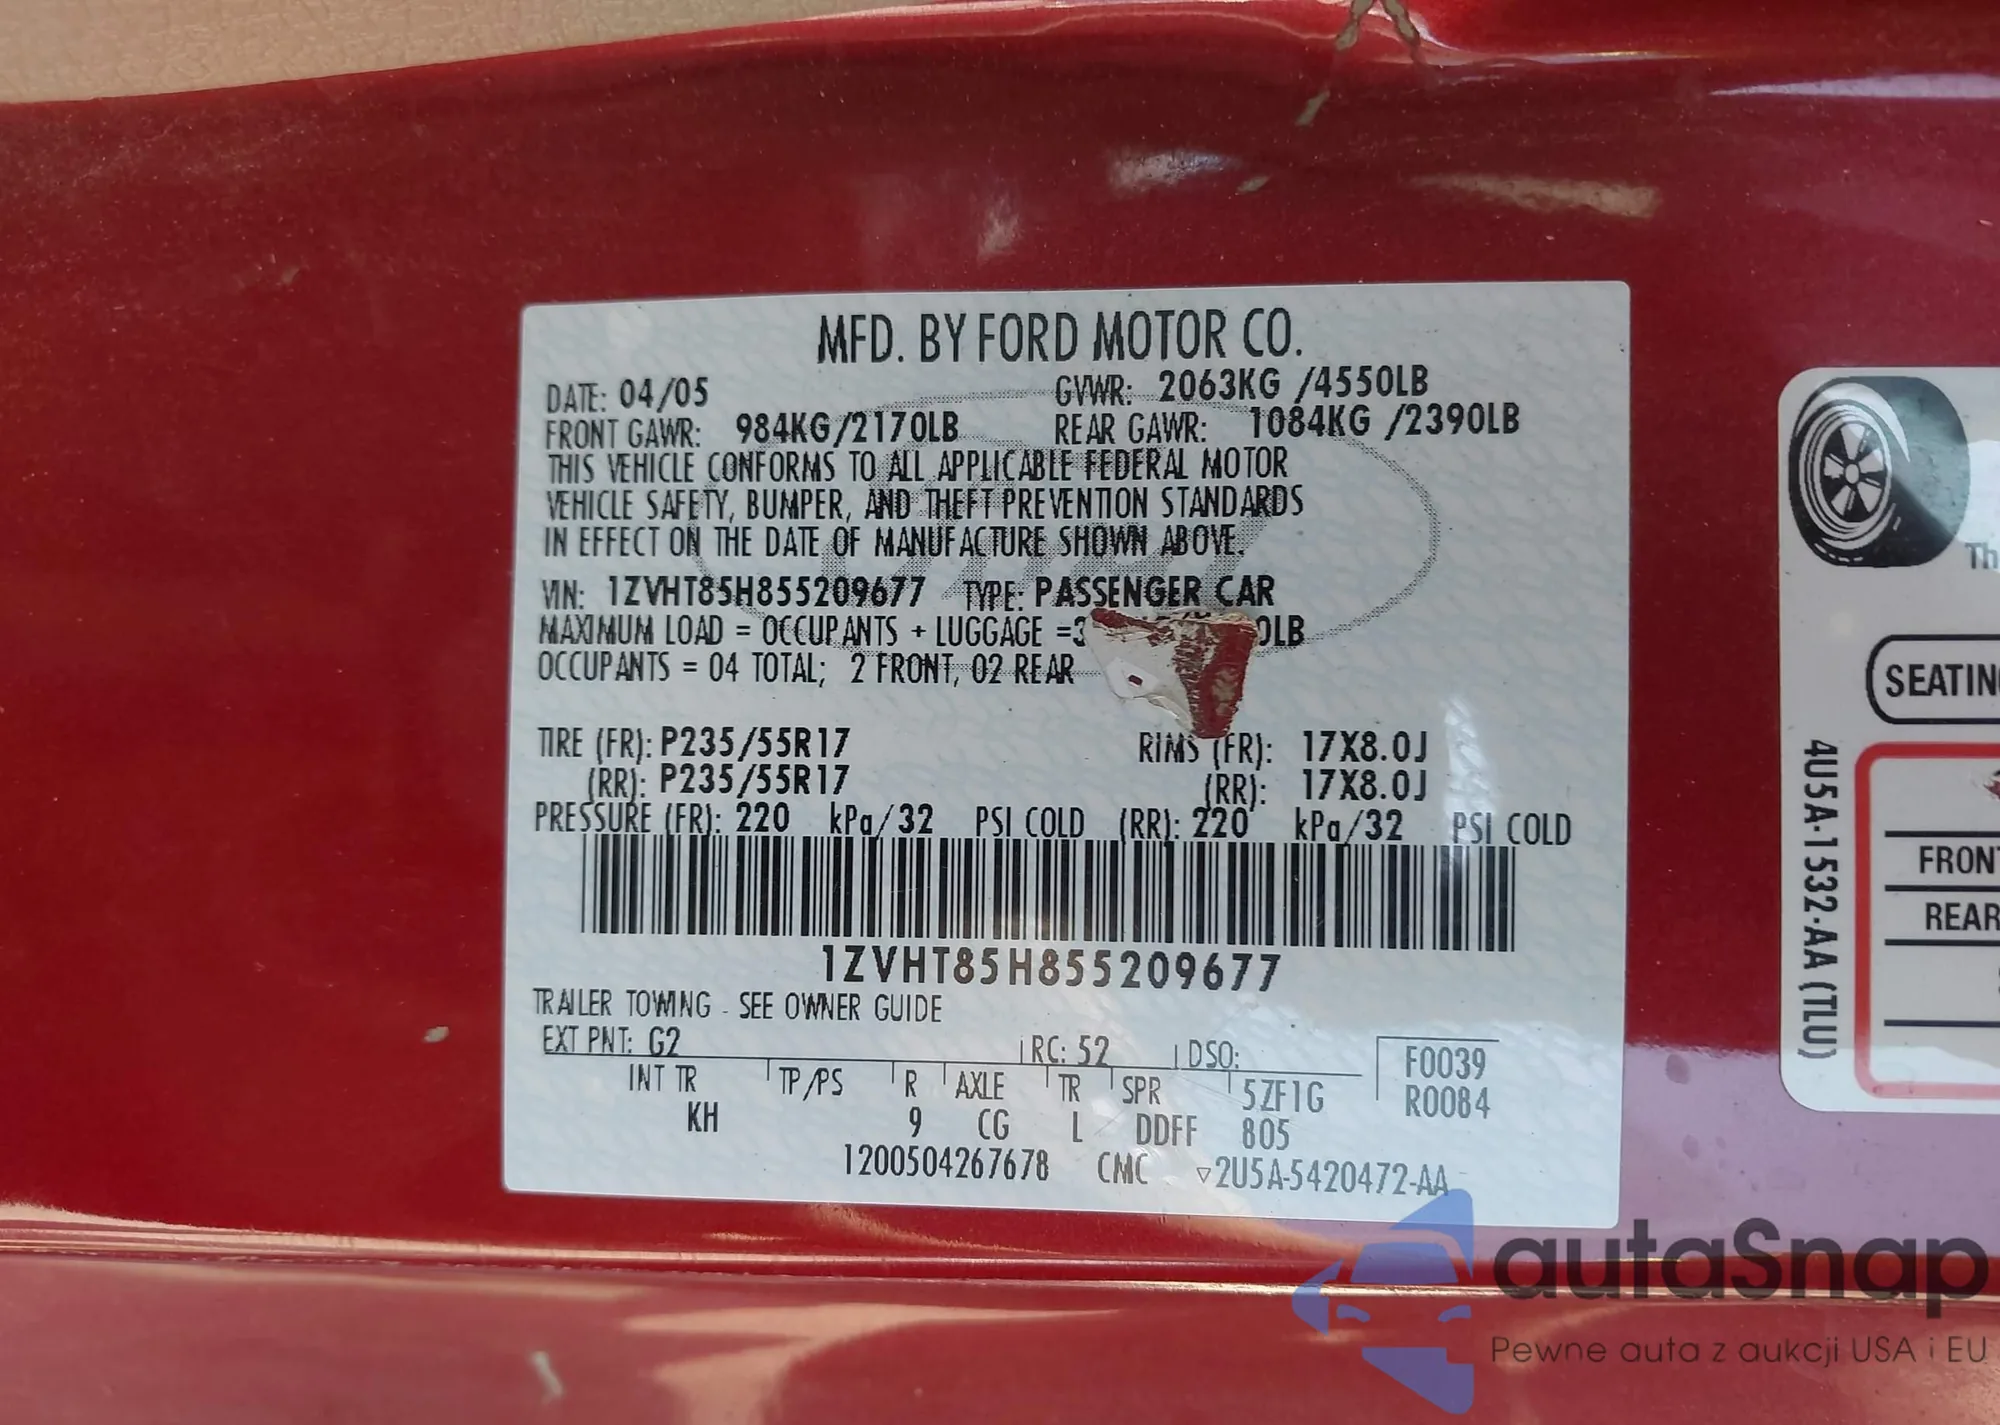 MFD. BY FORD MOTOR CO.
DATE: 04/05 GVWR: 2063KG /4550LB
FRONT GAWR: 984KG/2170LB REAR GAWR: 1084KG /2390LB
THIS VEHICLE CONFORMS TO ALL APPLICABLE FEDERAL MOTOR
VEHICLE SAFETY, BUMPER, AND THEFT PREVENTION STANDARDS
IN EFFECT ON THE DATE OF MANUFACTURE SHOWN ABOVE.
VIN: 1ZVHT85H855209677 TYPE: PASSENGER CAR
MAXIMUM LOAD = OCCUPANTS + LUGGAGE =3 0LB
OCCUPANTS = 04 TOTAL; 2 FRONT, 02 REAR
TIRE (FR): P235/55R17 RIMS (FR): 17X8.0J
(RR): P235/55R17 (RR): 17X8.0J
PRESSURE (FR): 220 kPa/32 PSI COLD (RR): 220 kPa/32 PSI COLD
1ZVHT85H855209677
TRAILER TOWING - SEE OWNER GUIDE
EXT PNT: G2 RC: 52 DSO: F0039
INT TR TP/PS R AXLE TR SPR 5ZF1G R0084
KH 9 CG L DDFF 805
1200504267678 CMC ▽2U5A-5420472-AA
Th
SEATIN
4U5A-1532-AA (TLU)
FRONT
REAR
autaSnap
Pewne auta z aukcji USA i EU